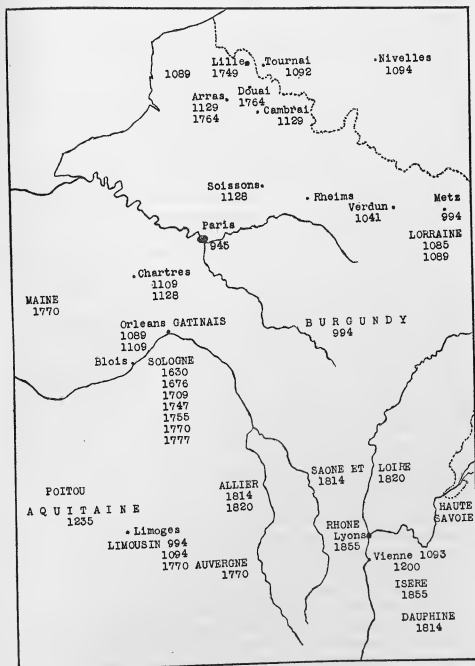 1089
Lille
1749
Tournai
1092
Nivelles
1094
Arras
1129
1764
Douai
1764
Cambrai
1129
Soissons
1128
Rheims
Verdun
1041
Metz
994
LORRAINE
1085
1089
Paris
945
Chartres
1109
1128
MAINE
1770
Orleans GATINAIS
1089
1109
BURGUNDY
994
Blois
SOLOGNE
1630
1676
1709
1747
1755
1770
1777
POITOU
AQUITAINE
1235
Limoges
LIMOUSIN 994
1094
1770
AUVERGNE
1770
ALLIER
1814
1820
SAONE ET LOIRE
1814 1820
HAUTE
SAVOIE
RHONE
Lyons
1855
Vienne 1093
1200
ISERE
1855
DAUPHINE
1814